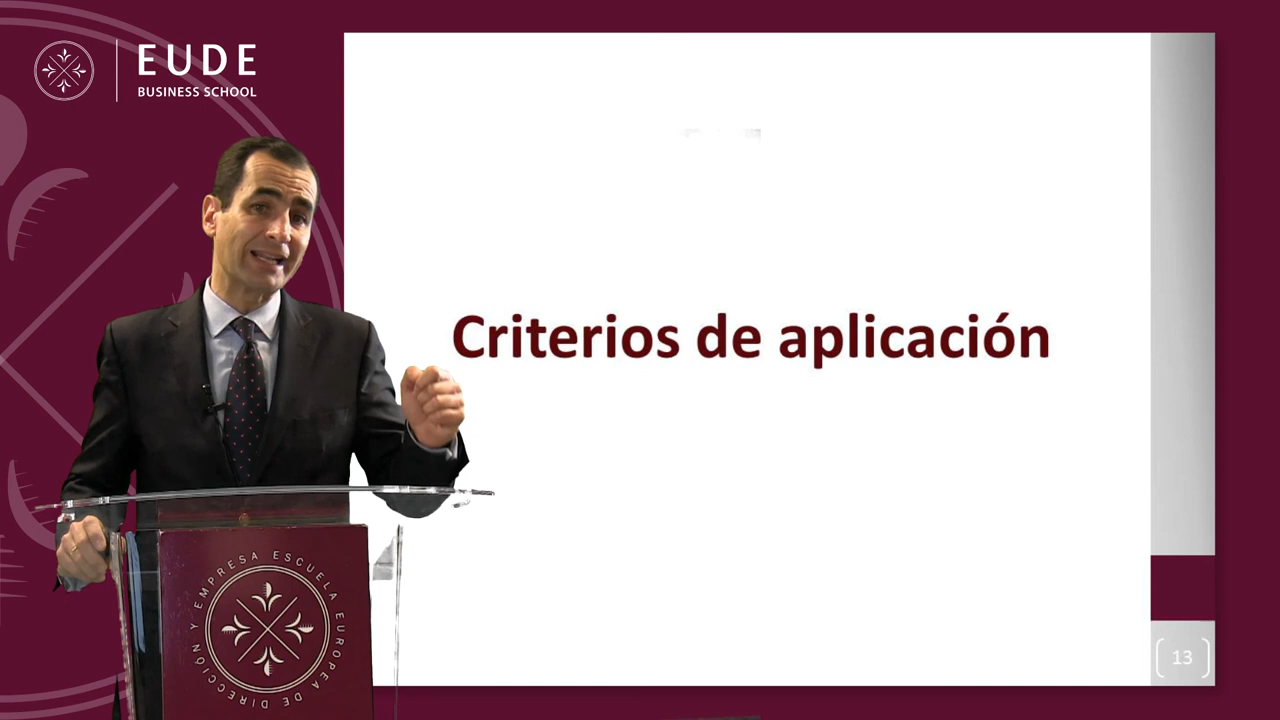 EUDE
BUSINESS SCHOOL
Criterios de aplicación
13
ESCUELA EUROPEA DE DIRECCIÓN Y EMPRESA